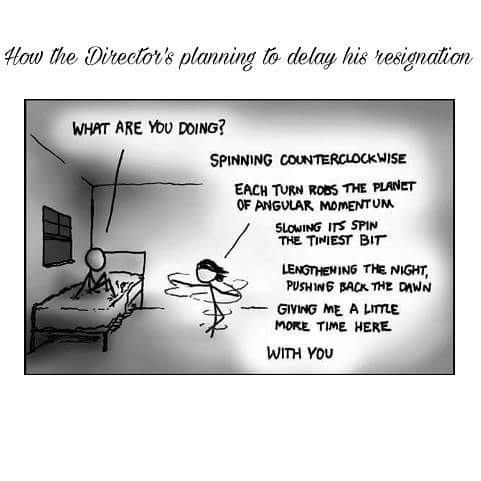 How the Director's planning to delay his resignation
WHAT ARE YOU DOING?
SPINNING COUNTERCLOCKWISE
EACH TURN ROBS THE PLANET
OF ANGULAR MOMENTUM
SLOWING ITS SPIN
THE TINIEST BIT
LENGTHENING THE NIGHT,
PUSHING BACK THE DAWN
GIVING ME A LITTLE
MORE TIME HERE
WITH YOU